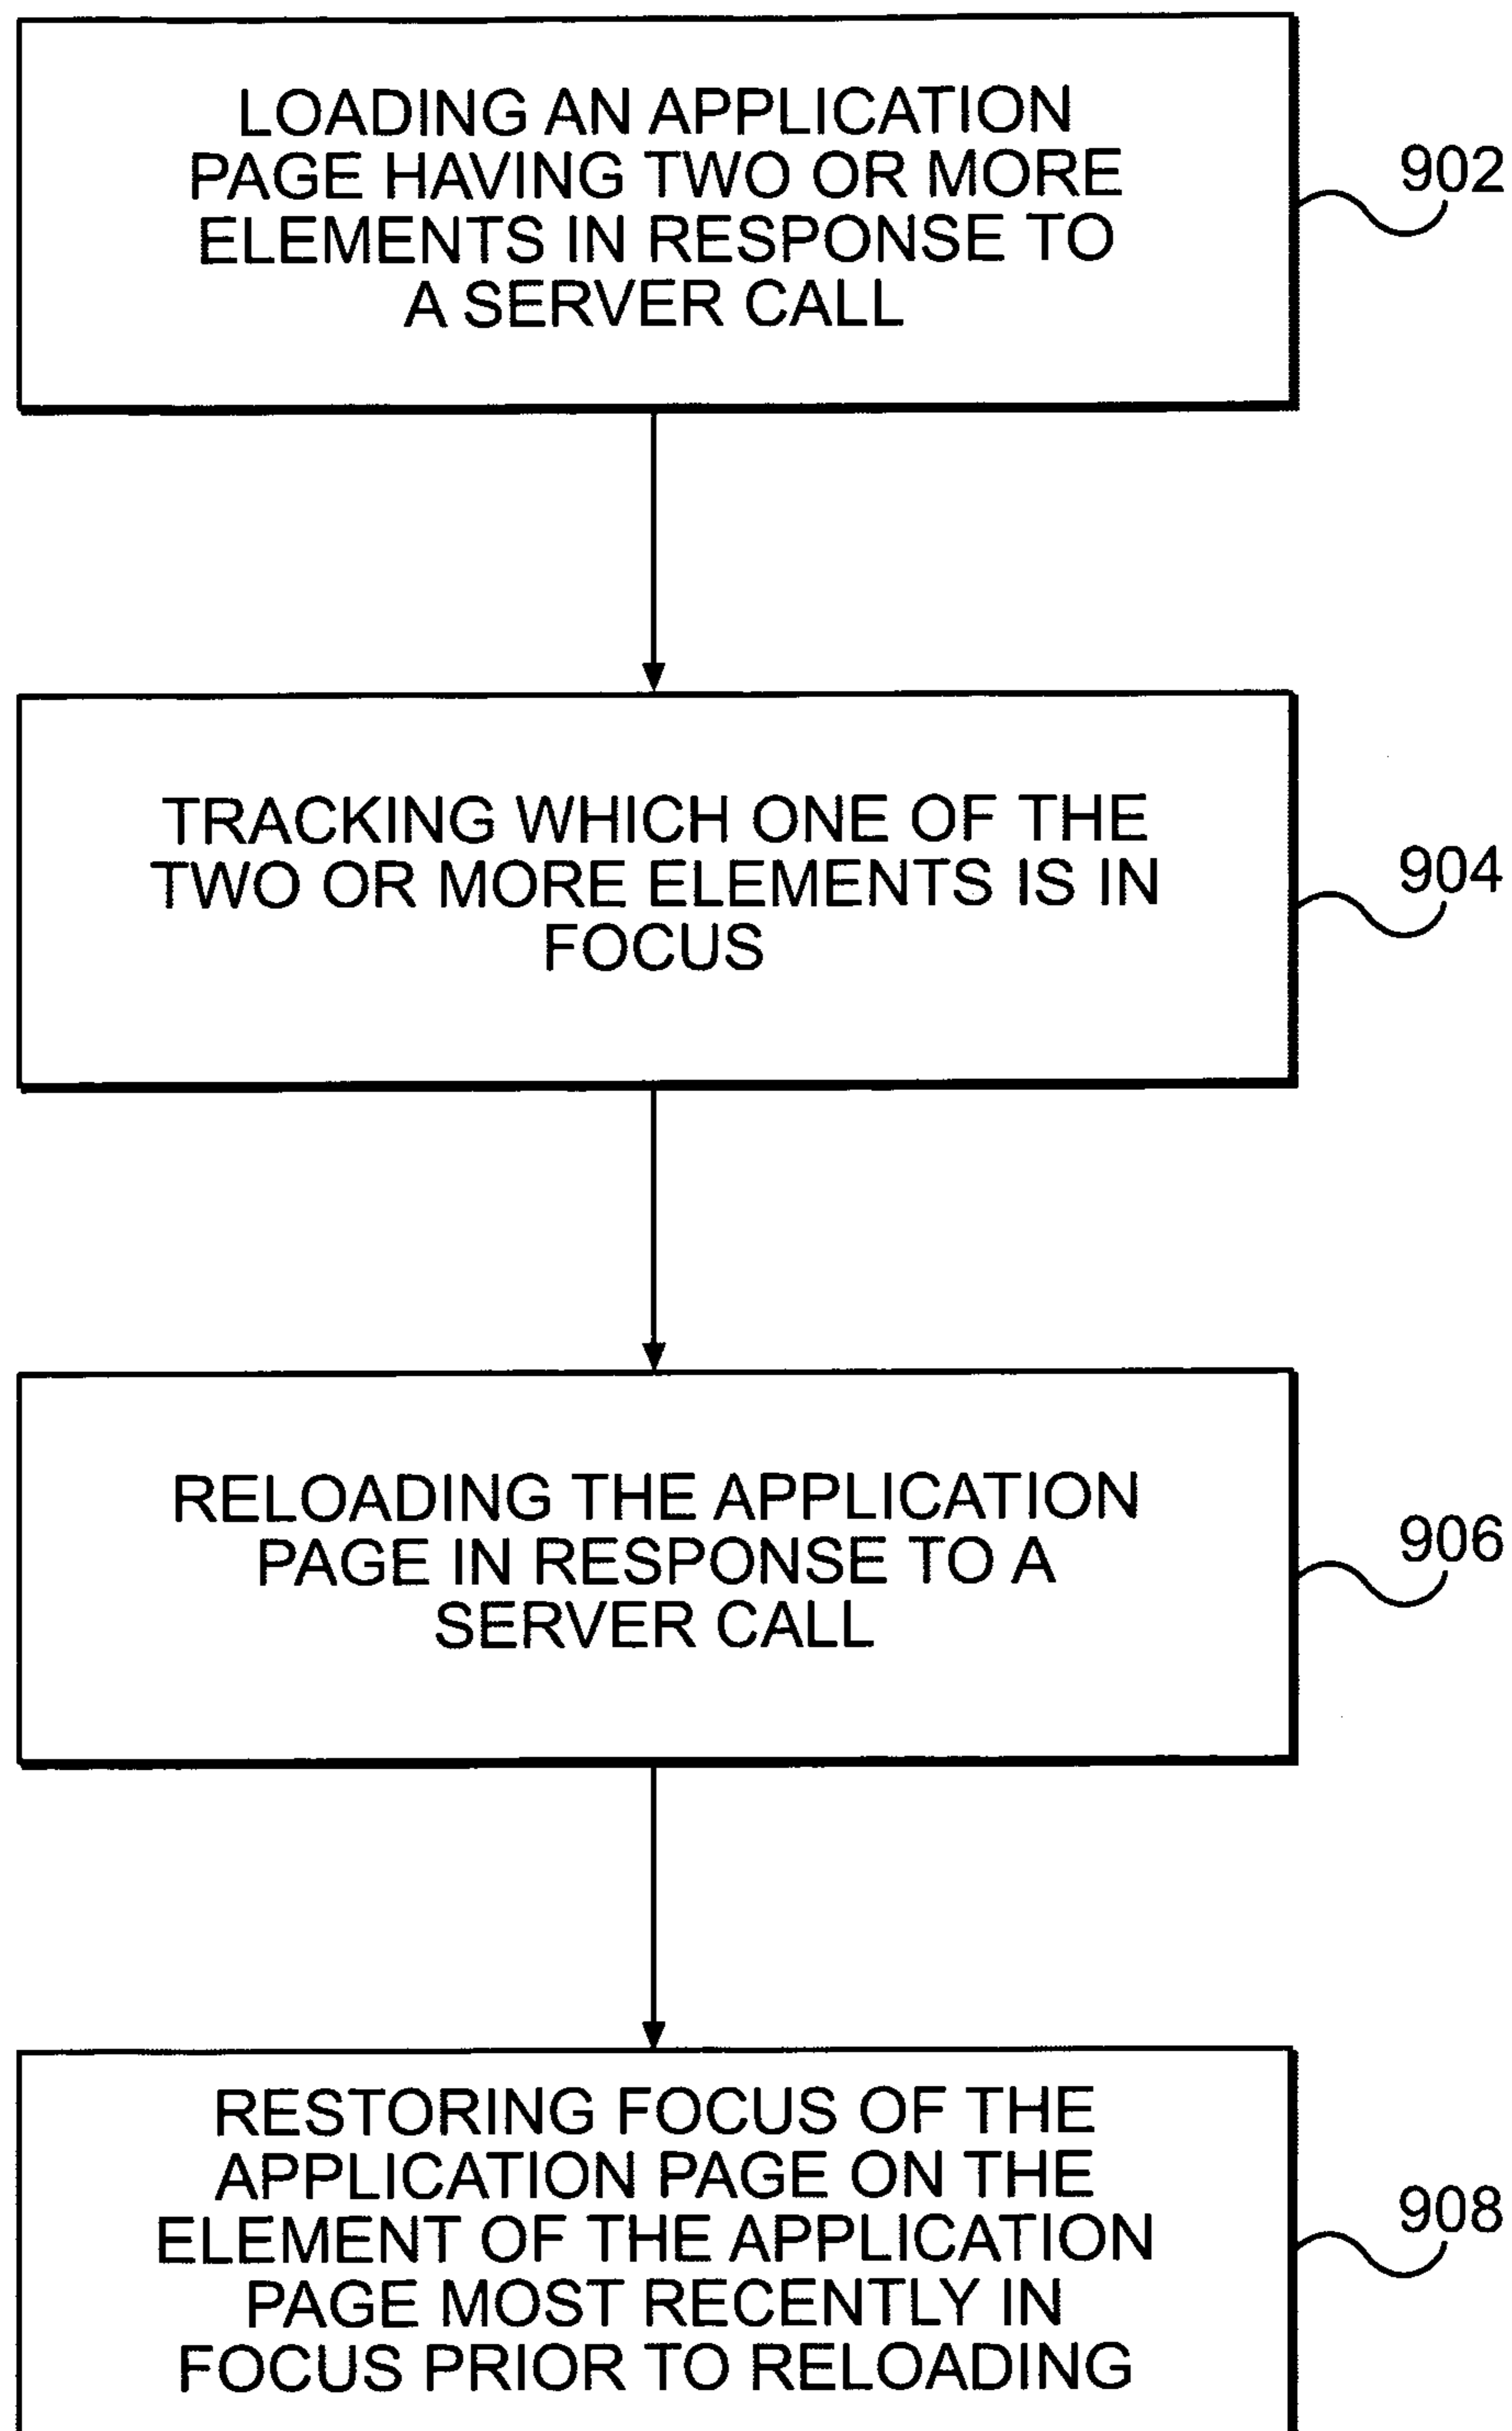 LOADING AN APPLICATION
PAGE HAVING TWO OR MORE
ELEMENTS IN RESPONSE TO
A SERVER CALL
902
TRACKING WHICH ONE OF THE
TWO OR MORE ELEMENTS IS IN
FOCUS
904
RELOADING THE APPLICATION
PAGE IN RESPONSE TO A
SERVER CALL
906
RESTORING FOCUS OF THE
APPLICATION PAGE ON THE
ELEMENT OF THE APPLICATION
PAGE MOST RECENTLY IN
FOCUS PRIOR TO RELOADING
908